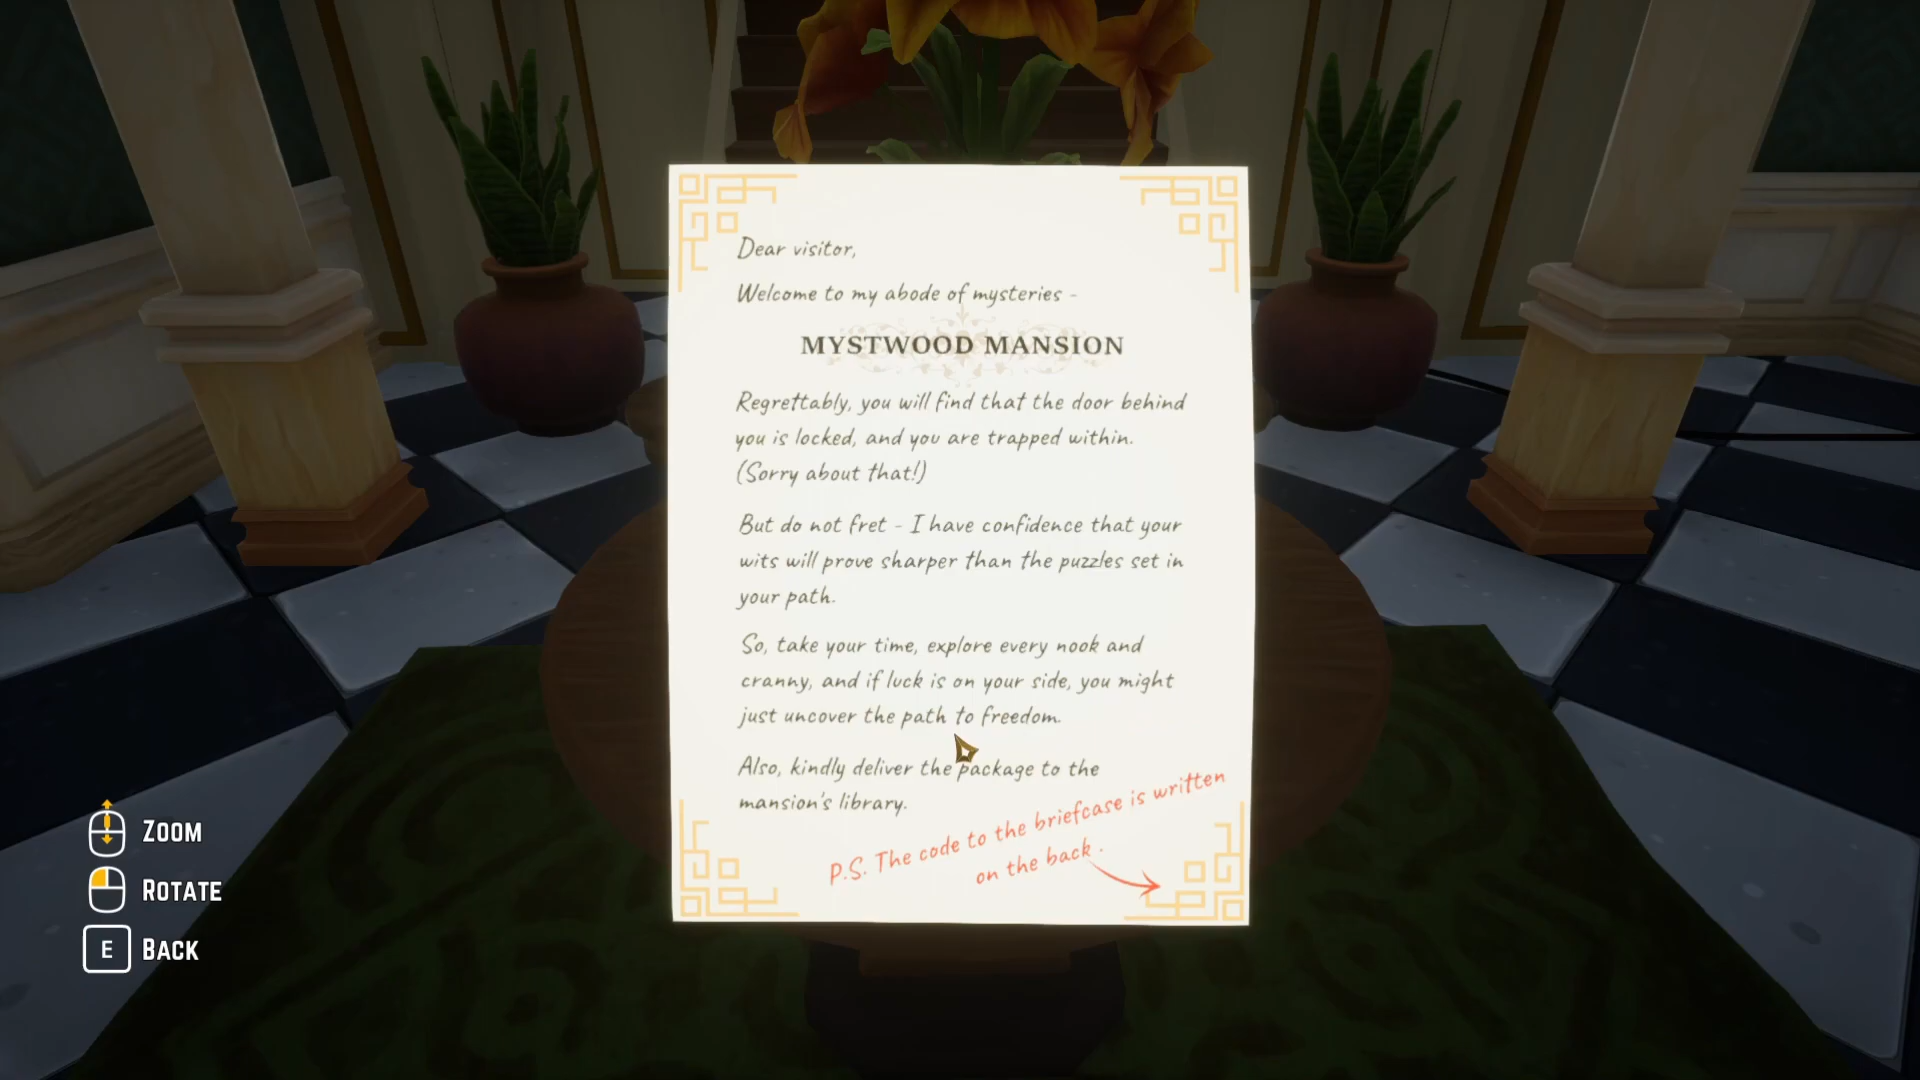 Dear visitor,
Welcome to my abode of mysteries -
MYSTWOOD MANSION
Regrettably, you will find that the door behind
you is locked, and you are trapped within.
(Sorry about that!)
But do not fret - I have confidence that your
wits will prove sharper than the puzzles set in
your path.
So, take your time, explore every nook and
cranny, and if luck is on your side, you might
just uncover the path to freedom.
Also, kindly deliver the package to the
mansion's library.
P.S. The code to the briefcase is written
on the back.
ZOOM
ROTATE
E BACK